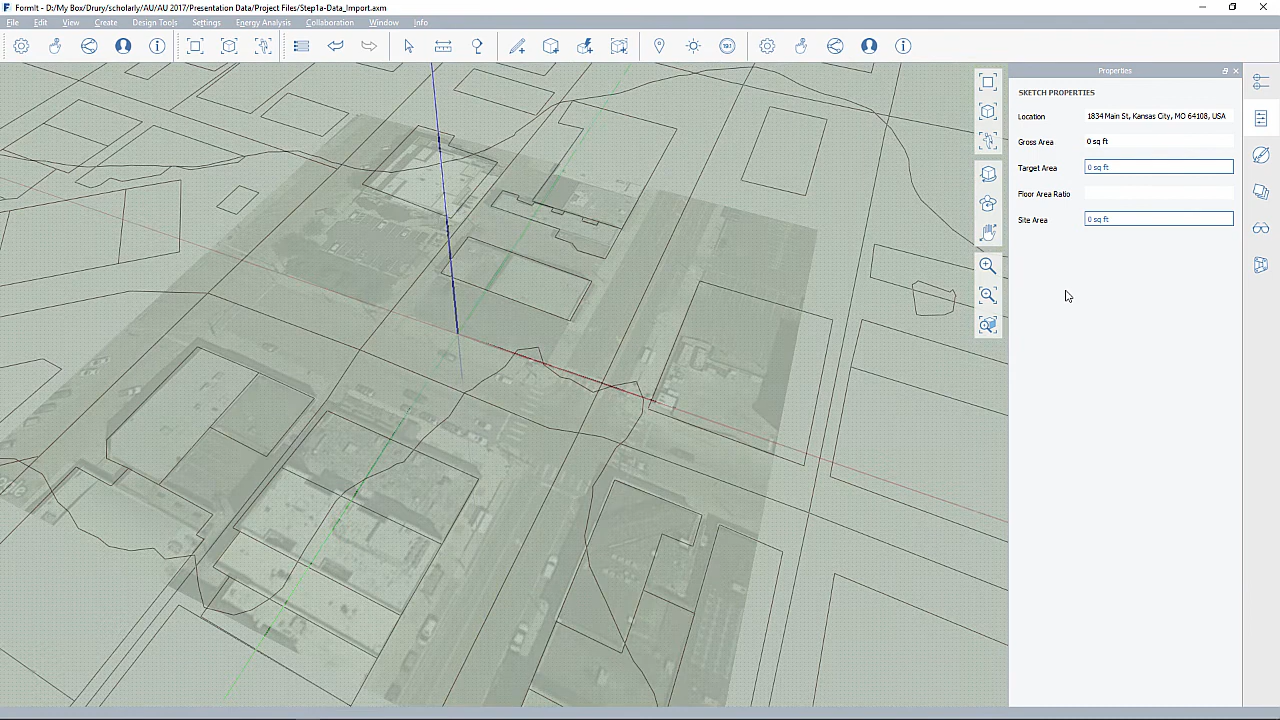 FormIt - D:/My Box/Drury/scholarly/AU/AU 2017/Presentation Data/Project Files/Step1a-Data_Import.axm
File Edit View Create Design Tools Settings Energy Analysis Collaboration Window Info
Properties
SKETCH PROPERTIES
Location 1834 Main St, Kansas City, MO 64108, USA
Gross Area 0 sq ft
Target Area 0 sq ft
Floor Area Ratio
Site Area 0 sq ft